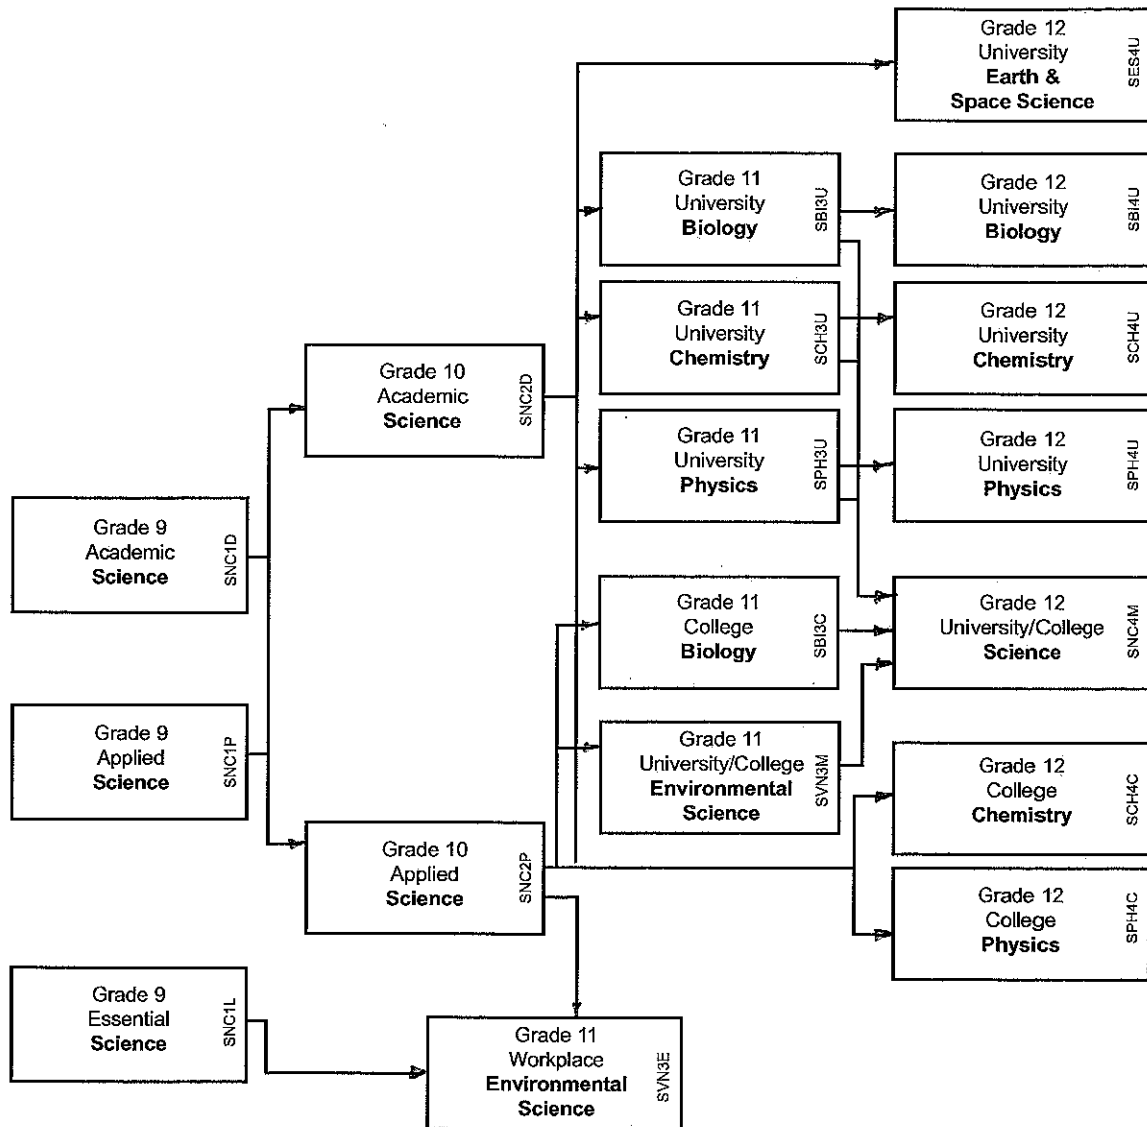 Grade 12
University
Earth &
Space Science
SES4U
Grade 11
University
Biology
SBI3U
Grade 12
University
Biology
SBI4U
Grade 11
University
Chemistry
SCH3U
Grade 12
University
Chemistry
SCH4U
Grade 10
Academic
Science
SNC2D
Grade 11
University
Physics
SPH3U
Grade 12
University
Physics
SPH4U
Grade 9
Academic
Science
SNC1D
Grade 11
College
Biology
SBI3C
Grade 12
University/College
Science
SNC4M
Grade 9
Applied
Science
SNC1P
Grade 11
University/College
Environmental
Science
SVN3M
Grade 12
College
Chemistry
SCH4C
Grade 10
Applied
Science
SNC2P
Grade 12
College
Physics
SPH4C
Grade 9
Essential
Science
SNC1L
Grade 11
Workplace
Environmental
Science
SVN3E